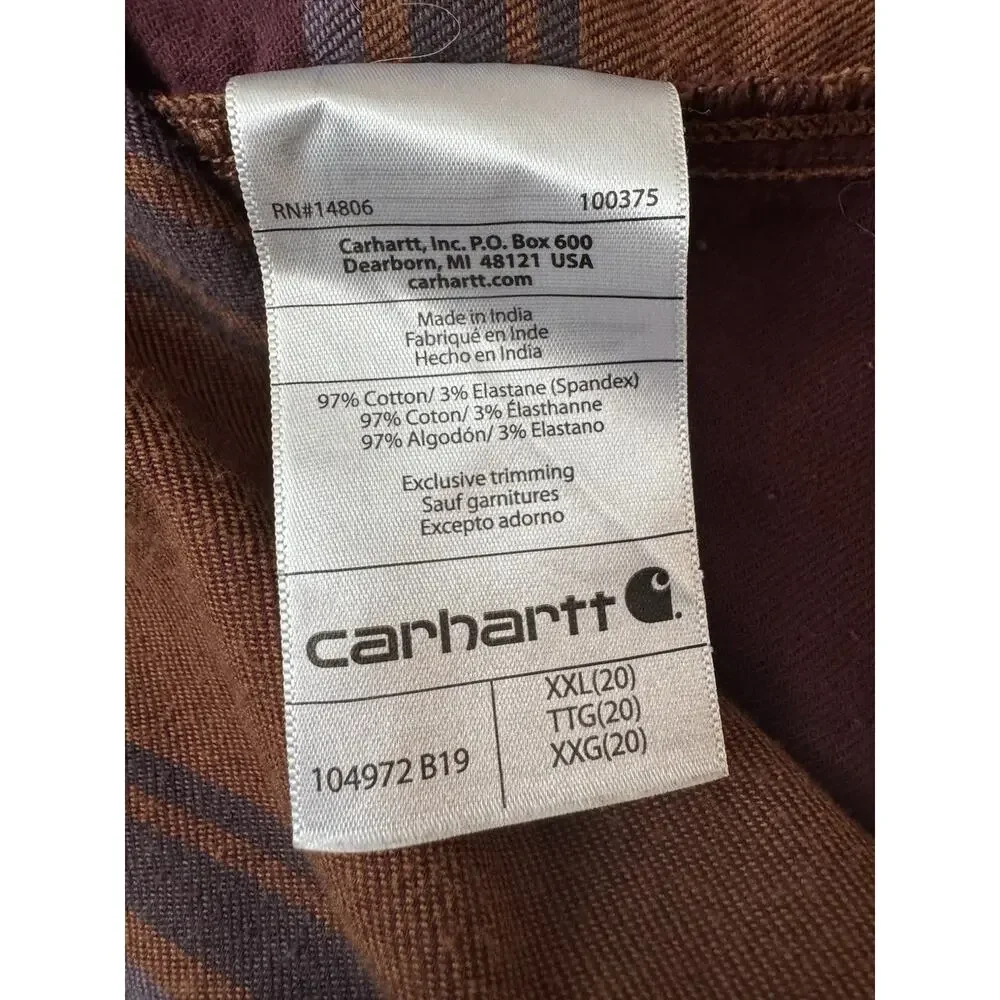 RN#14806 100375
Carhartt, Inc. P.O. Box 600
Dearborn, MI 48121 USA
carhartt.com
Made in India
Fabriqué en Inde
Hecho en India
97% Cotton/ 3% Elastane (Spandex)
97% Coton/ 3% Élasthanne
97% Algodón/ 3% Elastano
Exclusive trimming
Sauf garnitures
Excepto adorno
carhartt
104972 B19
XXL(20)
TTG(20)
XXG(20)